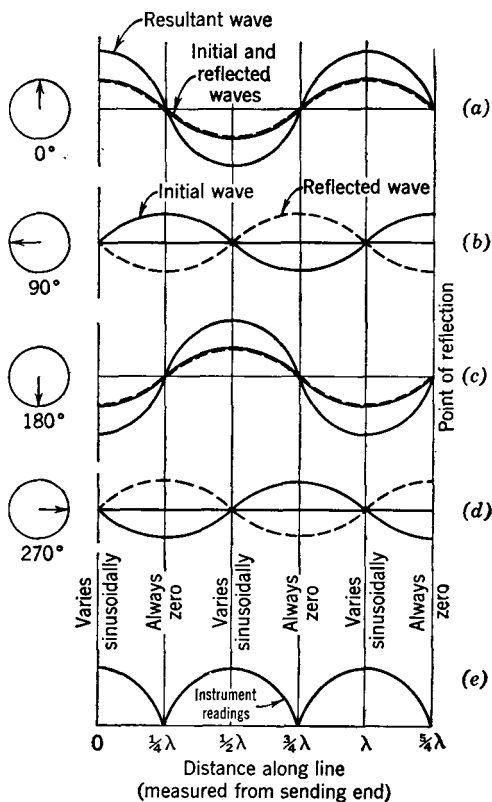 Resultant wave
Initial and
reflected
waves
(a)
0°
Initial wave
Reflected wave
(b)
90°
Point of reflection
(c)
180°
(d)
270°
Varies
sinusoidally
Always
zero
Varies
sinusoidally
Always
zero
Varies
sinusoidally
Always
zero
(e)
Instrument
readings
0
¼λ
½λ
¾λ
λ
5/4λ
Distance along line
(measured from sending end)